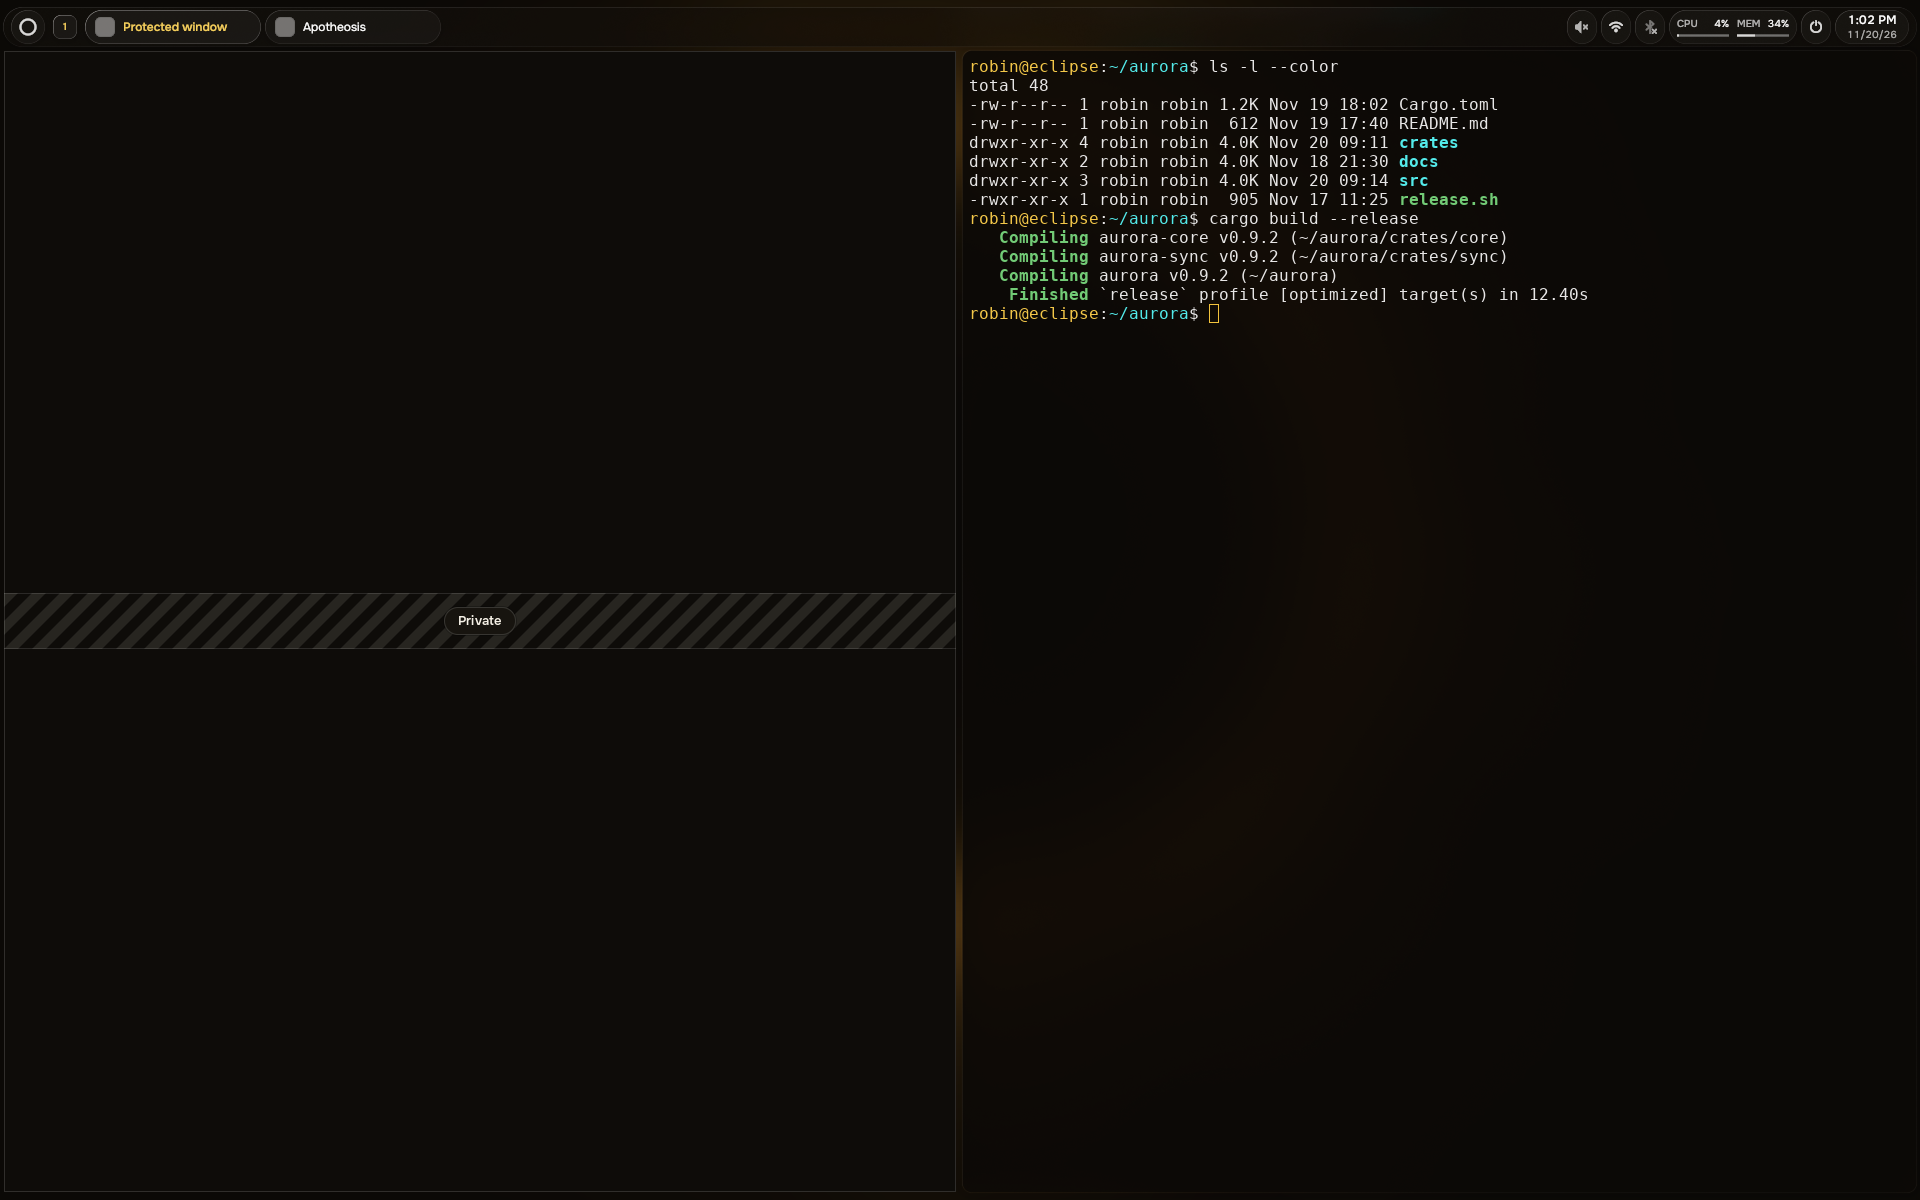 1
Protected window
Apotheosis
CPU 4% MEM 34%
1:02 PM
11/20/26
Private
robin@eclipse:~/aurora$ ls -l --color
total 48
-rw-r--r-- 1 robin robin 1.2K Nov 19 18:02 Cargo.toml
-rw-r--r-- 1 robin robin  612 Nov 19 17:40 README.md
drwxr-xr-x 4 robin robin 4.0K Nov 20 09:11 crates
drwxr-xr-x 2 robin robin 4.0K Nov 18 21:30 docs
drwxr-xr-x 3 robin robin 4.0K Nov 20 09:14 src
-rwxr-xr-x 1 robin robin  905 Nov 17 11:25 release.sh
robin@eclipse:~/aurora$ cargo build --release
   Compiling aurora-core v0.9.2 (~/aurora/crates/core)
   Compiling aurora-sync v0.9.2 (~/aurora/crates/sync)
   Compiling aurora v0.9.2 (~/aurora)
    Finished `release` profile [optimized] target(s) in 12.40s
robin@eclipse:~/aurora$